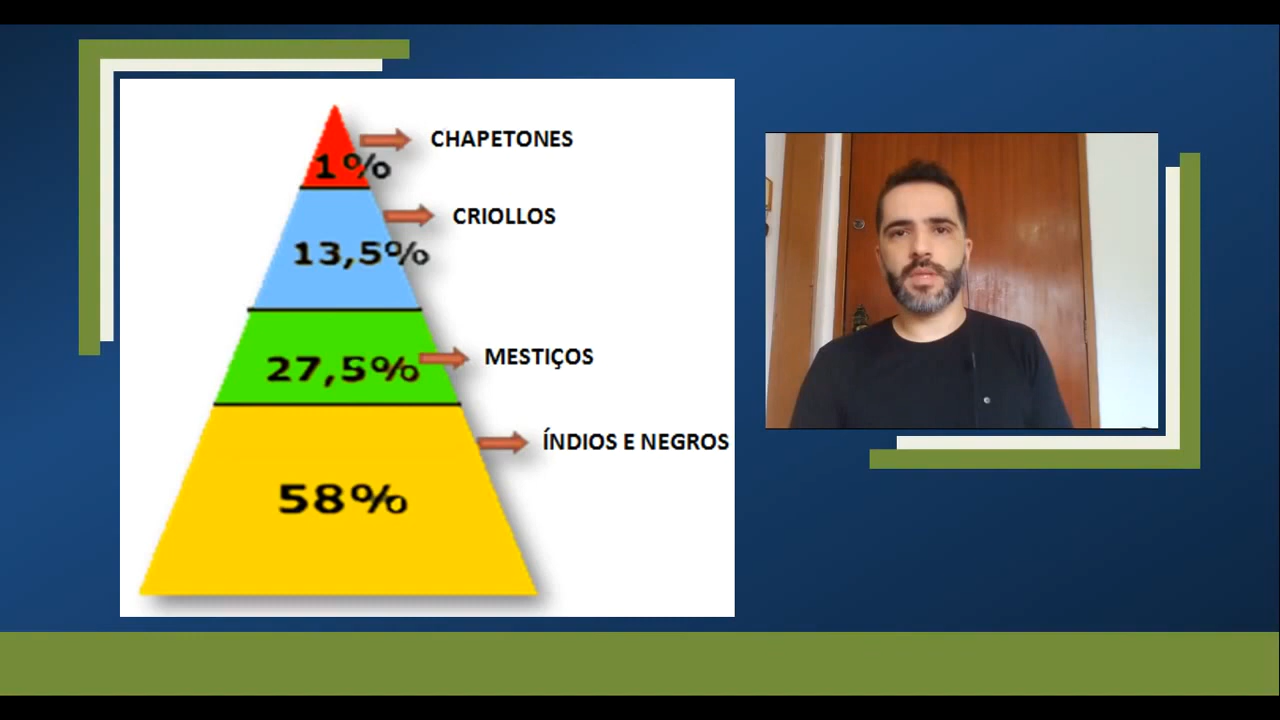 CHAPETONES
1%
CRIOLLOS
13,5%
MESTIÇOS
27,5%
ÍNDIOS E NEGROS
58%